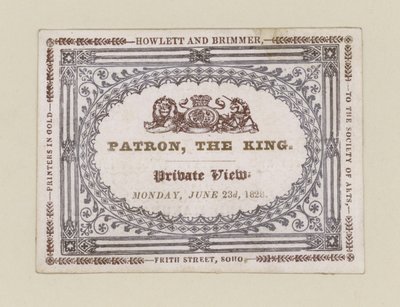 —HOWLETT AND BRIMMER,—
—PRINTERS IN GOLD—
—TO THE SOCIETY OF ARTS,—
PATRON, THE KING.
Private View:
MONDAY, JUNE 23d, 1828.
—FRITH STREET, SOHO—